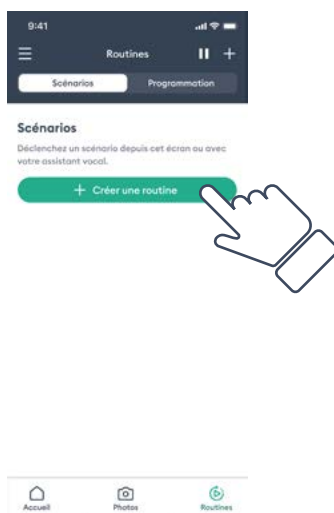 9:41
Routines
Scénarios Programmation
Scénarios
Déclenchez un scénario depuis cet écran ou avec
votre assistant vocal.
+ Créer une routine
Accueil Photos Routines